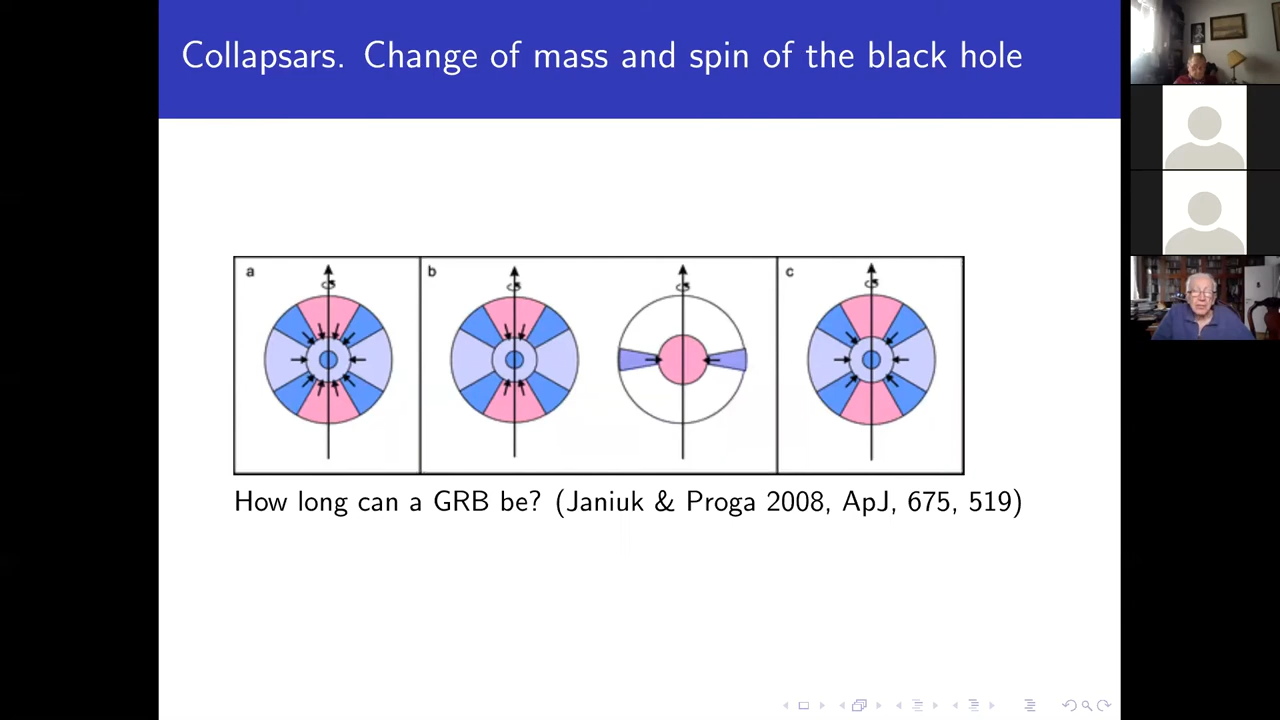 Collapsars. Change of mass and spin of the black hole
a
b
c
How long can a GRB be? (Janiuk & Proga 2008, ApJ, 675, 519)